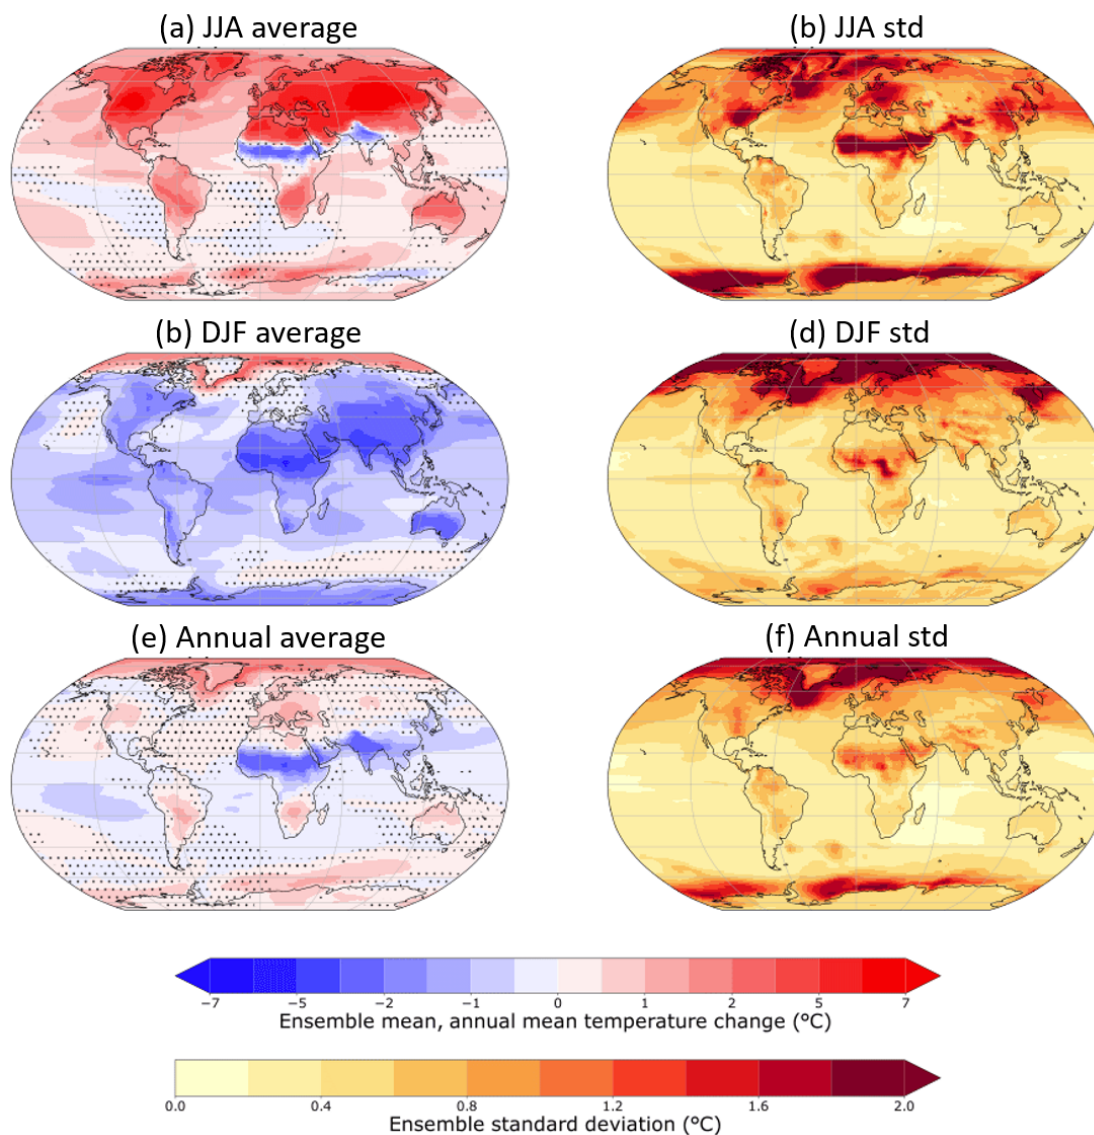 (a) JJA average
(b) JJA std
(b) DJF average
(d) DJF std
(e) Annual average
(f) Annual std
−7 −5 −2 −1 0 1 2 5 7
Ensemble mean, annual mean temperature change (°C)
0.0 0.4 0.8 1.2 1.6 2.0
Ensemble standard deviation (°C)